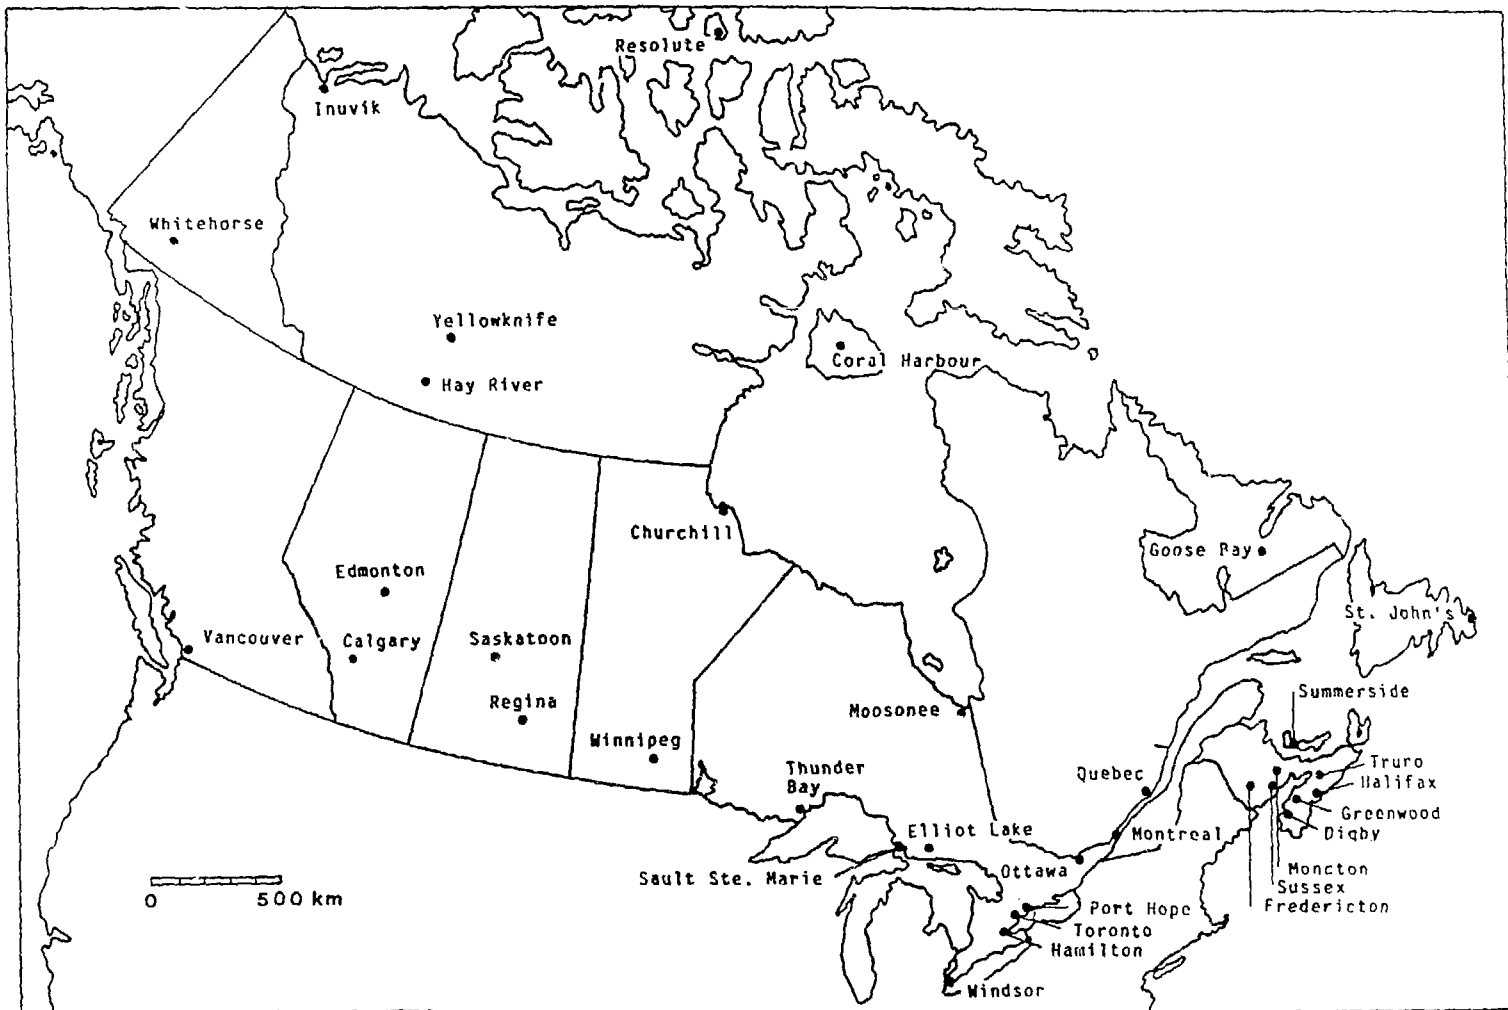 Resolute
Inuvik
Whitehorse
Yellowknife
Hay River
Coral Harbour
Churchill
Goose Bay
Edmonton
St. John's
Vancouver
Calgary
Saskatoon
Summerside
Regina
Moosonee
Winnipeg
Thunder
Bay
Quebec
Truro
Halifax
Greenwood
Digby
Elliot Lake
Montreal
Ottawa
Sault Ste. Marie
Moncton
Sussex
Fredericton
0 500 km
Port Hope
Toronto
Hamilton
Windsor